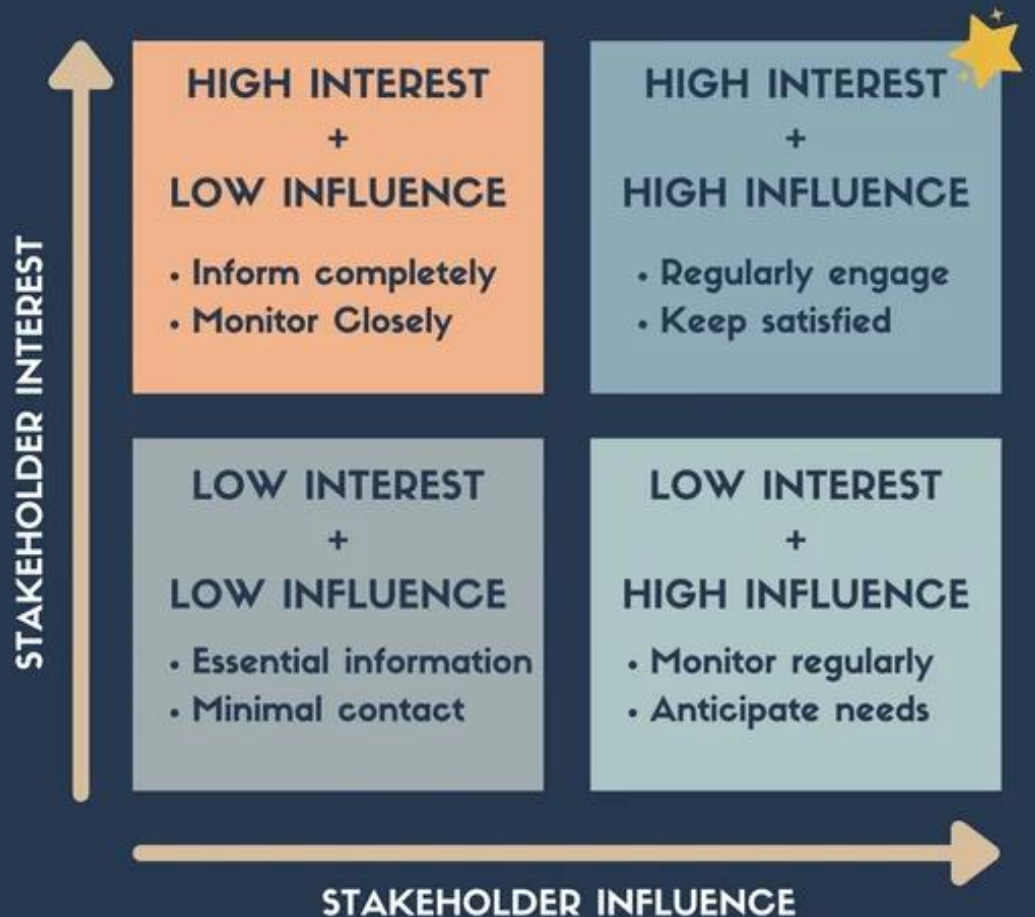 HIGH INTEREST
+
LOW INFLUENCE
• Inform completely
• Monitor Closely
HIGH INTEREST
+
HIGH INFLUENCE
• Regularly engage
• Keep satisfied
STAKEHOLDER INTEREST
LOW INTEREST
+
LOW INFLUENCE
• Essential information
• Minimal contact
LOW INTEREST
+
HIGH INFLUENCE
• Monitor regularly
• Anticipate needs
STAKEHOLDER INFLUENCE